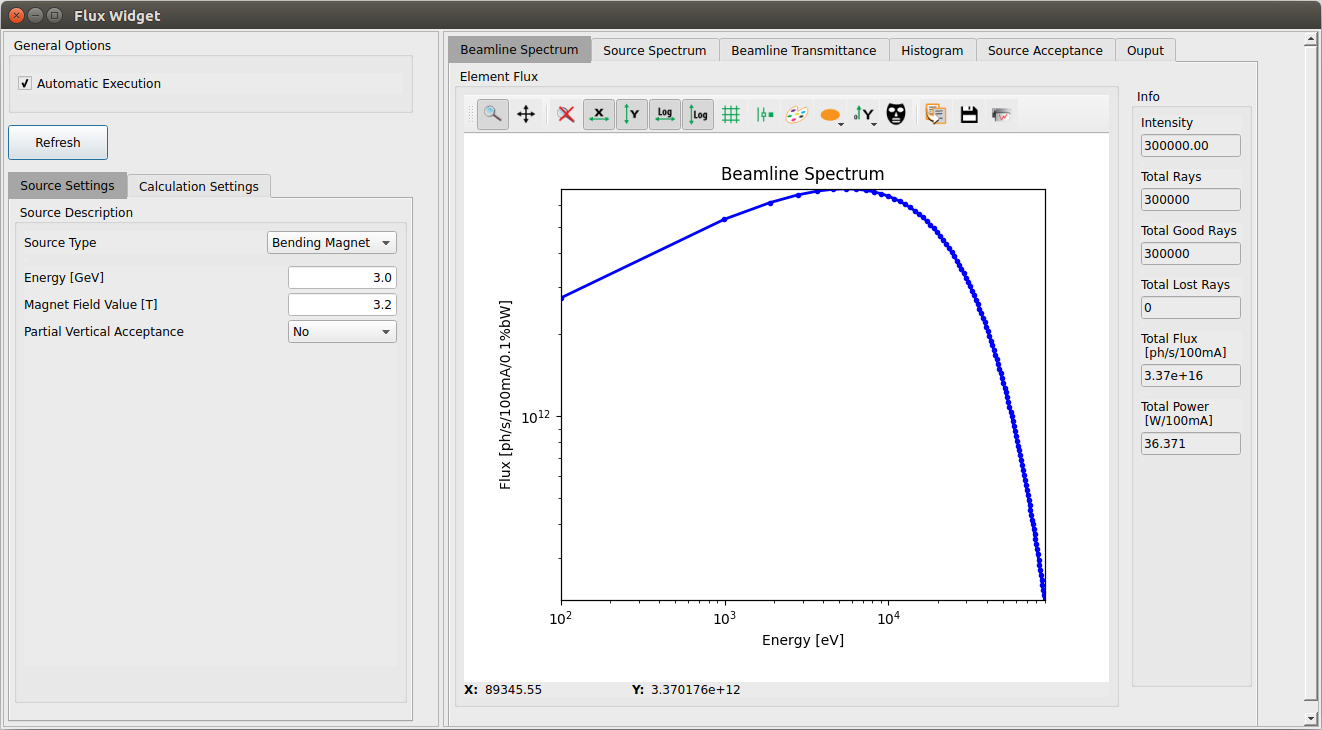 Flux Widget
General Options
Automatic Execution
Refresh
Source Settings
Calculation Settings
Source Description
Source Type
Bending Magnet
Energy [GeV]
3.0
Magnet Field Value [T]
3.2
Partial Vertical Acceptance
No
Beamline Spectrum
Source Spectrum
Beamline Transmittance
Histogram
Source Acceptance
Ouput
Element Flux
X
Y
Log
Log
Y
Beamline Spectrum
Flux [ph/s/100mA/0.1%bW]
10^12
10^2
10^3
10^4
Energy [eV]
X: 89345.55
Y: 3.370176e+12
Info
Intensity
300000.00
Total Rays
300000
Total Good Rays
300000
Total Lost Rays
0
Total Flux
[ph/s/100mA]
3.37e+16
Total Power
[W/100mA]
36.371